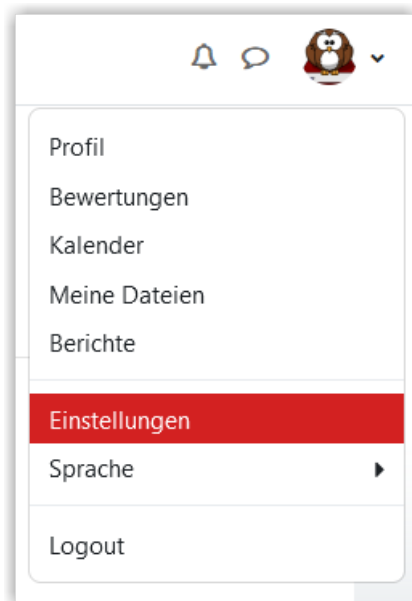 Profil
Bewertungen
Kalender
Meine Dateien
Berichte
Einstellungen
Sprache
Logout